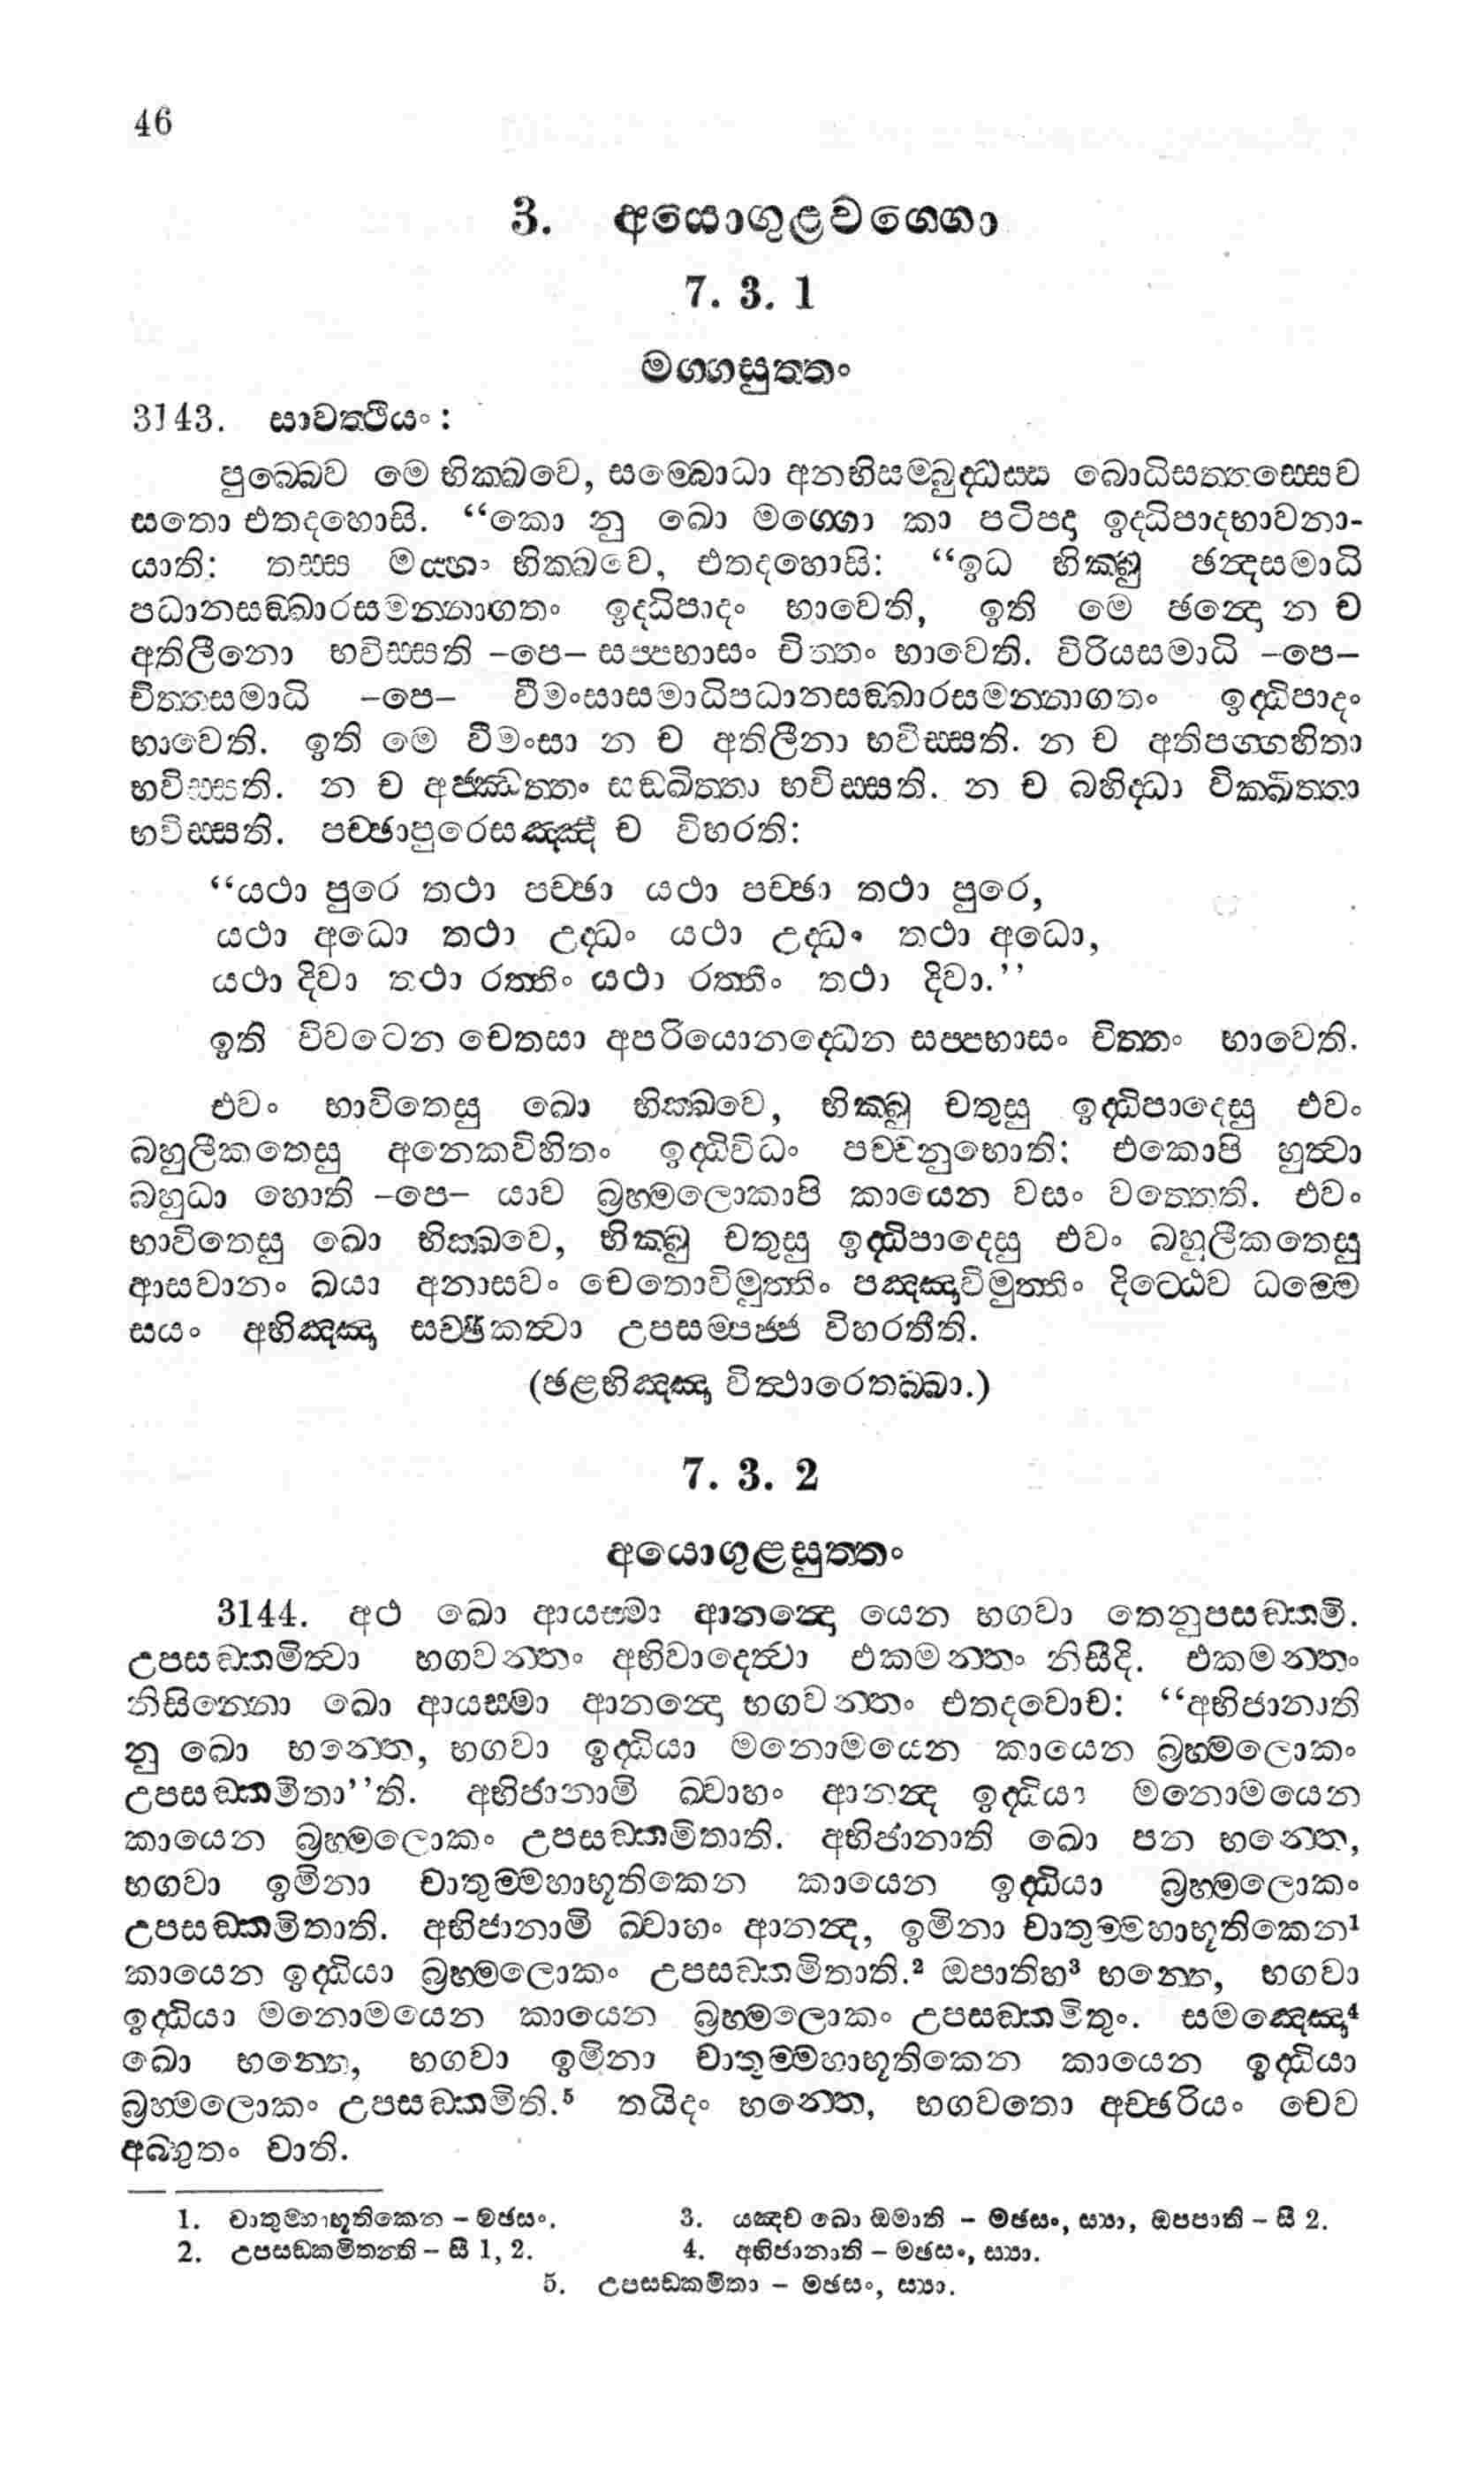 46
3. අයොගුළවග්ගො
7. 3. 1
මග්ගසුත්තං
3143. සාවත්ථියං :
පුබ්බෙව මෙ භික්ඛවෙ, සම්බොධා අනභිසම්බුද්ධස්ස බොධිසත්තස්සෙව
සතො එතදහොසි. “කො නු ඛො මග්ගො කා පටිපදා ඉද්ධිපාදභාවනා-
යාති: තස්ස මය්හං භික්ඛවෙ, එතදහොසි: “ඉධ භික්ඛු ඡන්දසමාධි
පධානසඞ්ඛාරසමන්නාගතං ඉද්ධිපාදං භාවෙති, ඉති මෙ ඡන්දො න ච
අතිලීනො භවිස්සති –පෙ– සප්පභාසං චිත්තං භාවෙති. විරියසමාධි –පෙ–
චිත්තසමාධි –පෙ– වීමංසාසමාධිපධානසඞ්ඛාරසමන්නාගතං ඉද්ධිපාදං
භාවෙති. ඉති මෙ වීමංසා න ච අතිලීනා භවිස්සති. න ච අතිපග්ගහිතා
භවිස්සති. න ච අජ්ඣත්තං සඞ්ඛිත්තා භවිස්සති. න ච බහිද්ධා වික්ඛිත්තා
භවිස්සති. පච්ඡාපුරෙසඤ්ඤී ච විහරති:
“යථා පුරෙ තථා පච්ඡා යථා පච්ඡා තථා පුරෙ,
යථා අධො තථා උද්ධං යථා උද්ධං තථා අධො,
යථා දිවා තථා රත්තිං යථා රත්තිං තථා දිවා.’’
ඉති විවටෙන චෙතසා අපරියොනද්ධෙන සප්පභාසං චිත්තං භාවෙති.
එවං භාවිතෙසු ඛො භික්ඛවෙ, භික්ඛු චතුසු ඉද්ධිපාදෙසු එවං
බහුලීකතෙසු අනෙකවිහිතං ඉද්ධිවිධං පච්චනුභොති: එකොපි හුත්වා
බහුධා හොති –පෙ– යාව බ්‍රහ්මලොකාපි කායෙන වසං වත්තෙති. එවං
භාවිතෙසු ඛො භික්ඛවෙ, භික්ඛු චතුසු ඉද්ධිපාදෙසු එවං බහුලීකතෙසු
ආසවානං ඛයා අනාසවං චෙතොවිමුත්තිං පඤ්ඤාවිමුත්තිං දිට්ඨෙව ධම්මෙ
සයං අභිඤ්ඤා සච්ඡිකත්වා උපසම්පජ්ජ විහරතීති.
(ඡළභිඤ්ඤා විත්ථාරෙතබ්බා.)
7. 3. 2
අයොගුළසුත්තං
3144. අථ ඛො ආයස්මා ආනන්දො යෙන භගවා තෙනුපසඞ්කමි.
උපසඞ්කමිත්වා භගවන්තං අභිවාදෙත්වා එකමන්තං නිසීදි. එකමන්තං
නිසින්නො ඛො ආයස්මා ආනන්දො භගවන්තං එතදවොච: “අභිජානාති
නු ඛො භන්තෙ, භගවා ඉද්ධියා මනොමයෙන කායෙන බ්‍රහ්මලොකං
උපසඞ්කමිතා’’ති. අභිජානාමි ඛ්වාහං ආනන්ද ඉද්ධියා මනොමයෙන
කායෙන බ්‍රහ්මලොකං උපසඞ්කමිතාති. අභිජානාති ඛො පන භන්තෙ,
භගවා ඉමිනා චාතුම්මහාභූතිකෙන කායෙන ඉද්ධියා බ්‍රහ්මලොකං
උපසඞ්කමිතාති. අභිජානාමි ඛ්වාහං ආනන්ද, ඉමිනා චාතුම්මහාභූතිකෙන¹
කායෙන ඉද්ධියා බ්‍රහ්මලොකං උපසඞ්කමිතාති.² ඔපාතිහ³ භන්තෙ, භගවා
ඉද්ධියා මනොමයෙන කායෙන බ්‍රහ්මලොකං උපසඞ්කමිතුං. සමඤ්ඤො⁴
ඛො භන්තෙ, භගවා ඉමිනා චාතුම්මහාභූතිකෙන කායෙන ඉද්ධියා
බ්‍රහ්මලොකං උපසඞ්කමිති.⁵ තයිදං භන්තෙ, භගවතො අච්ඡරියං චෙව
අබ්භුතං චාති.
1. චාතුමහාභූතිකෙන – මඡසං. 3. යඤ්ච ඛො ඔමාති – මඡසං, ස්‍යා, ඔපපාති – සී 2.
2. උපසඞ්කමිතන්ති – සී 1, 2. 4. අභිජානාති – මඡසං, ස්‍යා.
5. උපසඞ්කමිතා – මඡසං, ස්‍යා.